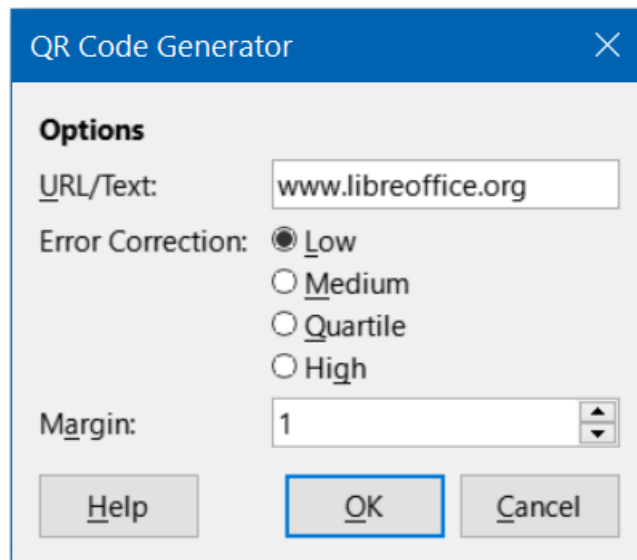 QR Code Generator
Options
URL/Text: www.libreoffice.org
Error Correction: Low
Medium
Quartile
High
Margin: 1
Help OK Cancel